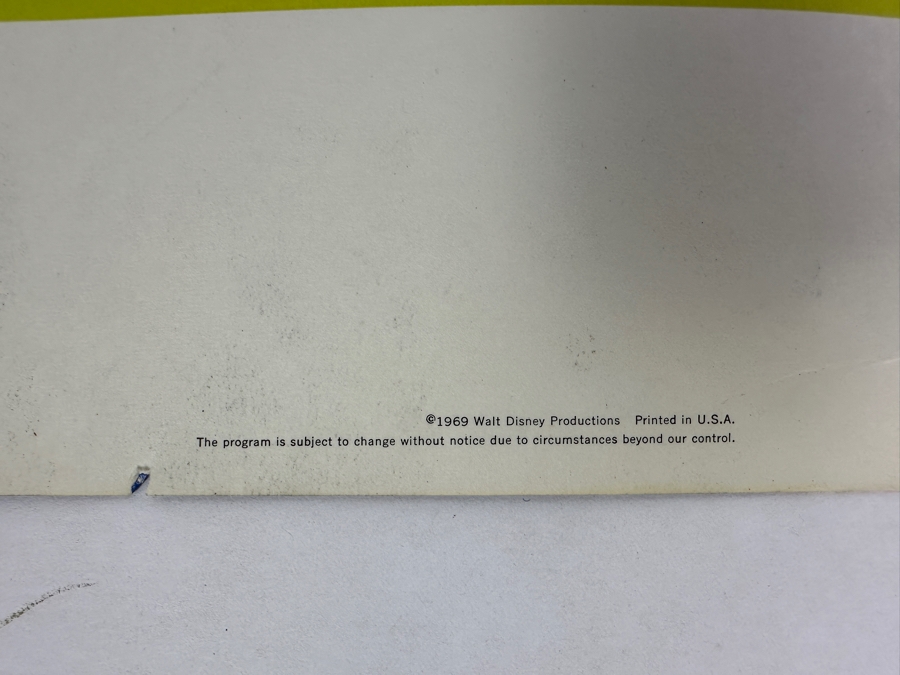 ©1969 Walt Disney Productions Printed in U.S.A.
The program is subject to change without notice due to circumstances beyond our control.